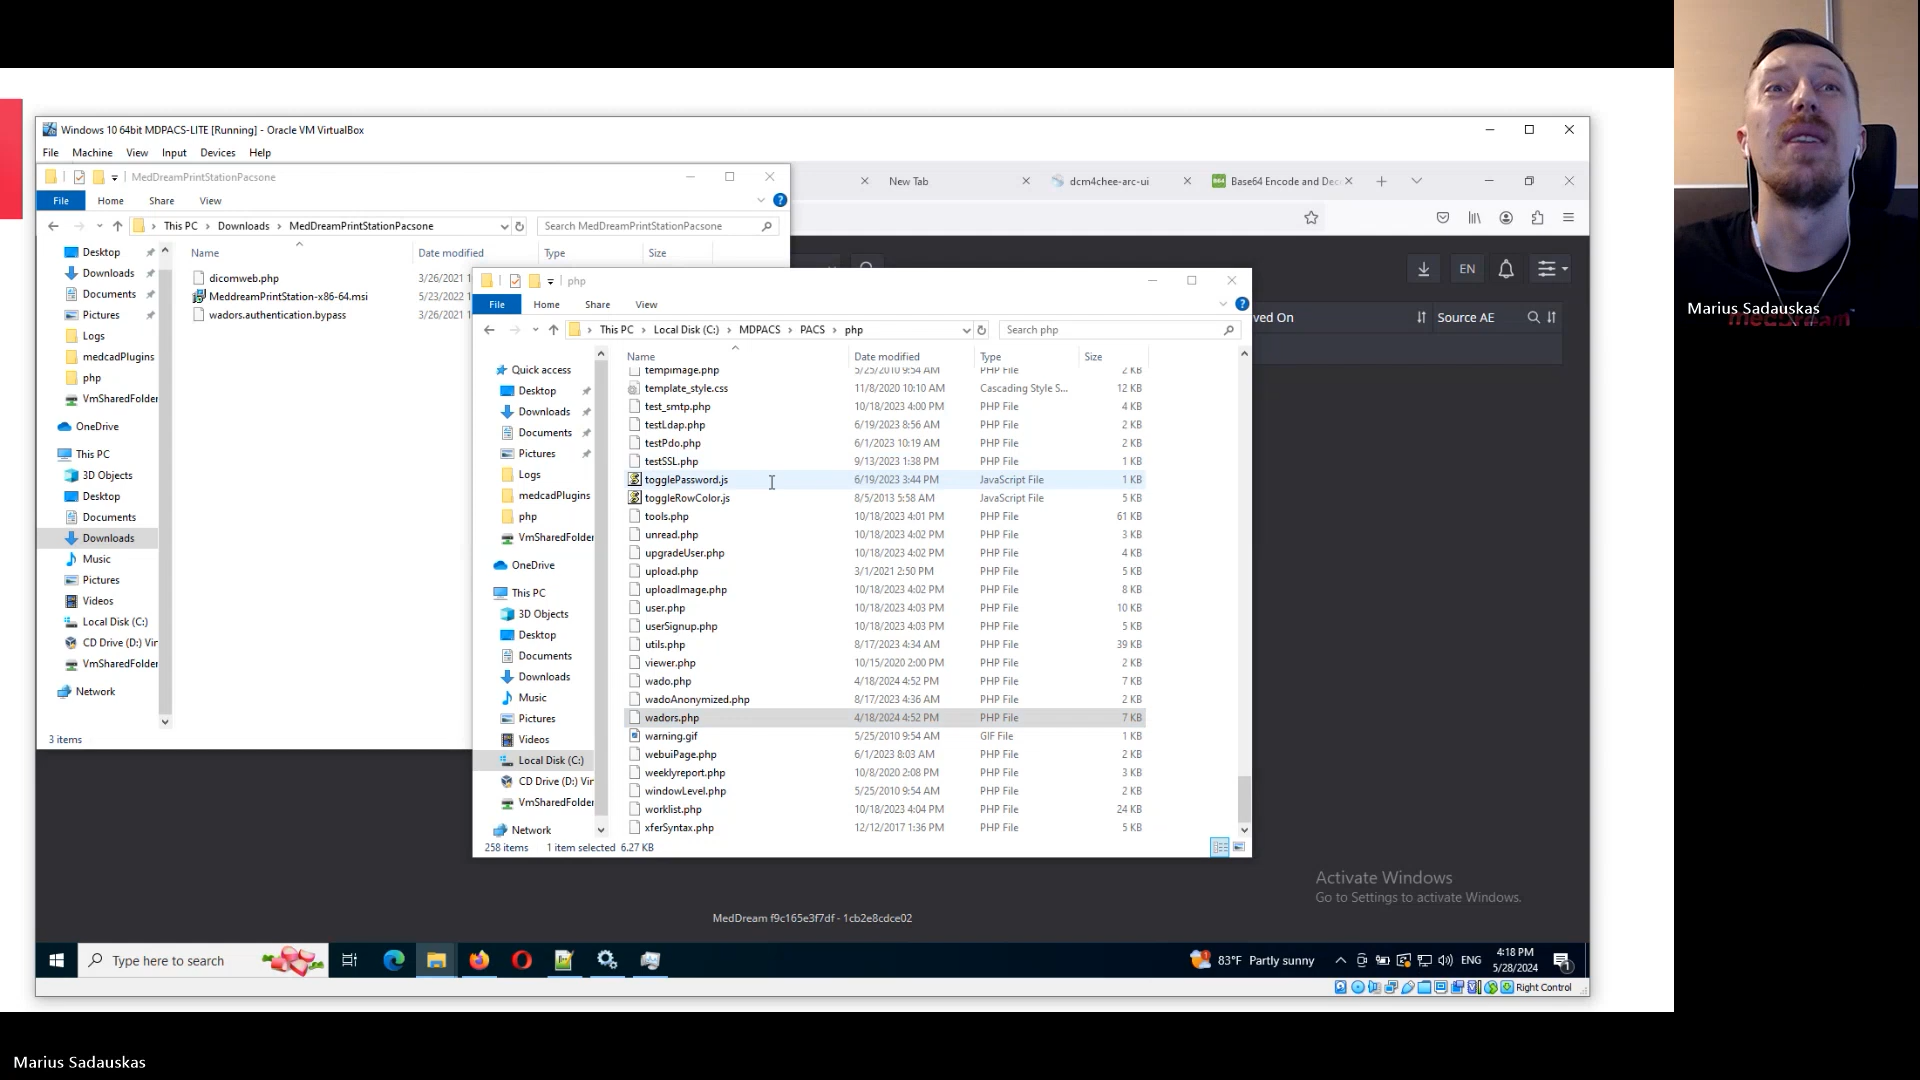 Windows 10 64bit MDPACS-LITE [Running] - Oracle VM VirtualBox
File Machine View Input Devices Help
MedDreamPrintStationPacsone
File Home Share View
This PC > Downloads > MedDreamPrintStationPacsone
Search MedDreamPrintStationPacsone
Desktop
Downloads
Documents
Pictures
Logs
medcadPlugins
php
VmSharedFolder
OneDrive
This PC
3D Objects
Desktop
Documents
Downloads
Music
Pictures
Videos
Local Disk (C:)
CD Drive (D:) Vir
VmSharedFolder
Network
3 items
Name Date modified Type Size
dicomweb.php 3/26/2021 1
MeddreamPrintStation-x86-64.msi 5/23/2022 1
wadors.authentication.bypass 3/26/2021 1
New Tab
dcm4chee-arc-ui
Base64 Encode and Dec
EN
ved On
Source AE
php
File Home Share View
This PC > Local Disk (C:) > MDPACS > PACS > php
Search php
Quick access
Desktop
Downloads
Documents
Pictures
Logs
medcadPlugins
php
VmSharedFolder
OneDrive
This PC
3D Objects
Desktop
Documents
Downloads
Music
Pictures
Videos
Local Disk (C:)
CD Drive (D:) Vir
VmSharedFolder
Network
Name Date modified Type Size
tempimage.php 5/25/2010 9:54 AM PHP File 2 KB
template_style.css 11/8/2020 10:10 AM Cascading Style S... 12 KB
test_smtp.php 10/18/2023 4:00 PM PHP File 4 KB
testLdap.php 6/19/2023 8:56 AM PHP File 2 KB
testPdo.php 6/1/2023 10:19 AM PHP File 2 KB
testSSL.php 9/13/2023 1:38 PM PHP File 1 KB
togglePassword.js 6/19/2023 3:44 PM JavaScript File 1 KB
toggleRowColor.js 8/5/2013 5:58 AM JavaScript File 5 KB
tools.php 10/18/2023 4:01 PM PHP File 61 KB
unread.php 10/18/2023 4:02 PM PHP File 3 KB
upgradeUser.php 10/18/2023 4:02 PM PHP File 4 KB
upload.php 3/1/2021 2:50 PM PHP File 5 KB
uploadImage.php 10/18/2023 4:02 PM PHP File 8 KB
user.php 10/18/2023 4:03 PM PHP File 10 KB
userSignup.php 10/18/2023 4:03 PM PHP File 5 KB
utils.php 8/17/2023 4:34 AM PHP File 39 KB
viewer.php 10/15/2020 2:00 PM PHP File 2 KB
wado.php 4/18/2024 4:52 PM PHP File 7 KB
wadoAnonymized.php 8/17/2023 4:36 AM PHP File 2 KB
wadors.php 4/18/2024 4:52 PM PHP File 7 KB
warning.gif 5/25/2010 9:54 AM GIF File 1 KB
webuiPage.php 6/1/2023 8:03 AM PHP File 2 KB
weeklyreport.php 10/8/2020 2:08 PM PHP File 3 KB
windowLevel.php 5/25/2010 9:54 AM PHP File 2 KB
worklist.php 10/18/2023 4:04 PM PHP File 24 KB
xferSyntax.php 12/12/2017 1:36 PM PHP File 5 KB
258 items 1 item selected 6.27 KB
Activate Windows
Go to Settings to activate Windows.
MedDream f9c165e3f7df - 1cb2e8cdce02
Type here to search
83°F Partly sunny
ENG
4:18 PM
5/28/2024
1
Right Control
Marius Sadauskas
Marius Sadauskas